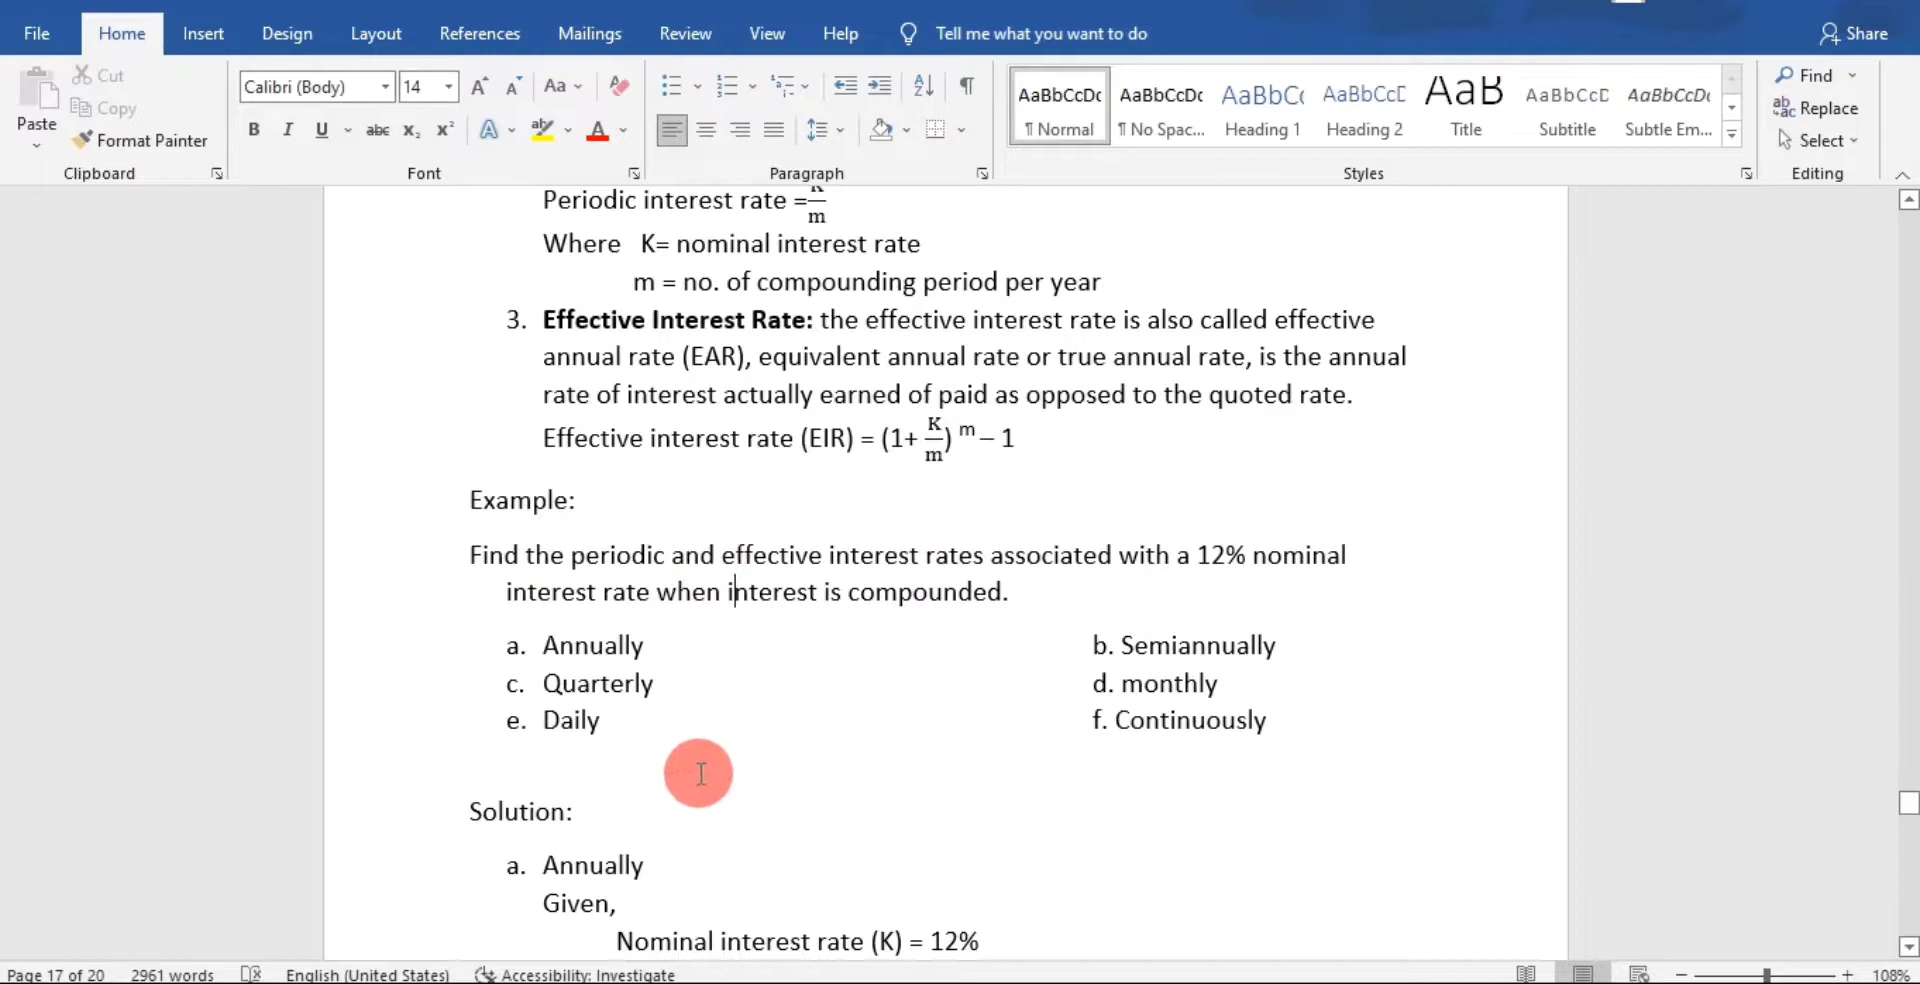 File Home Insert Design Layout References Mailings Review View Help Tell me what you want to do Share
Paste Cut Copy Format Painter
Clipboard
Calibri (Body) 14 Aa
B I U abc x₂ x² A A
Font
Paragraph
AaBbCcDc AaBbCcDc AaBbC( AaBbCcD AaB AaBbCcD AaBbCcDc
¶ Normal ¶ No Spac... Heading 1 Heading 2 Title Subtitle Subtle Em...
Styles
Find
Replace
Select
Editing
Periodic interest rate = K/m
Where K= nominal interest rate
m = no. of compounding period per year
3. Effective Interest Rate: the effective interest rate is also called effective
annual rate (EAR), equivalent annual rate or true annual rate, is the annual
rate of interest actually earned of paid as opposed to the quoted rate.
Effective interest rate (EIR) = (1+ K/m) m – 1
Example:
Find the periodic and effective interest rates associated with a 12% nominal
interest rate when interest is compounded.
a. Annually b. Semiannually
c. Quarterly d. monthly
e. Daily f. Continuously
Solution:
a. Annually
Given,
Nominal interest rate (K) = 12%
Page 17 of 20 2961 words English (United States) Accessibility: Investigate 108%